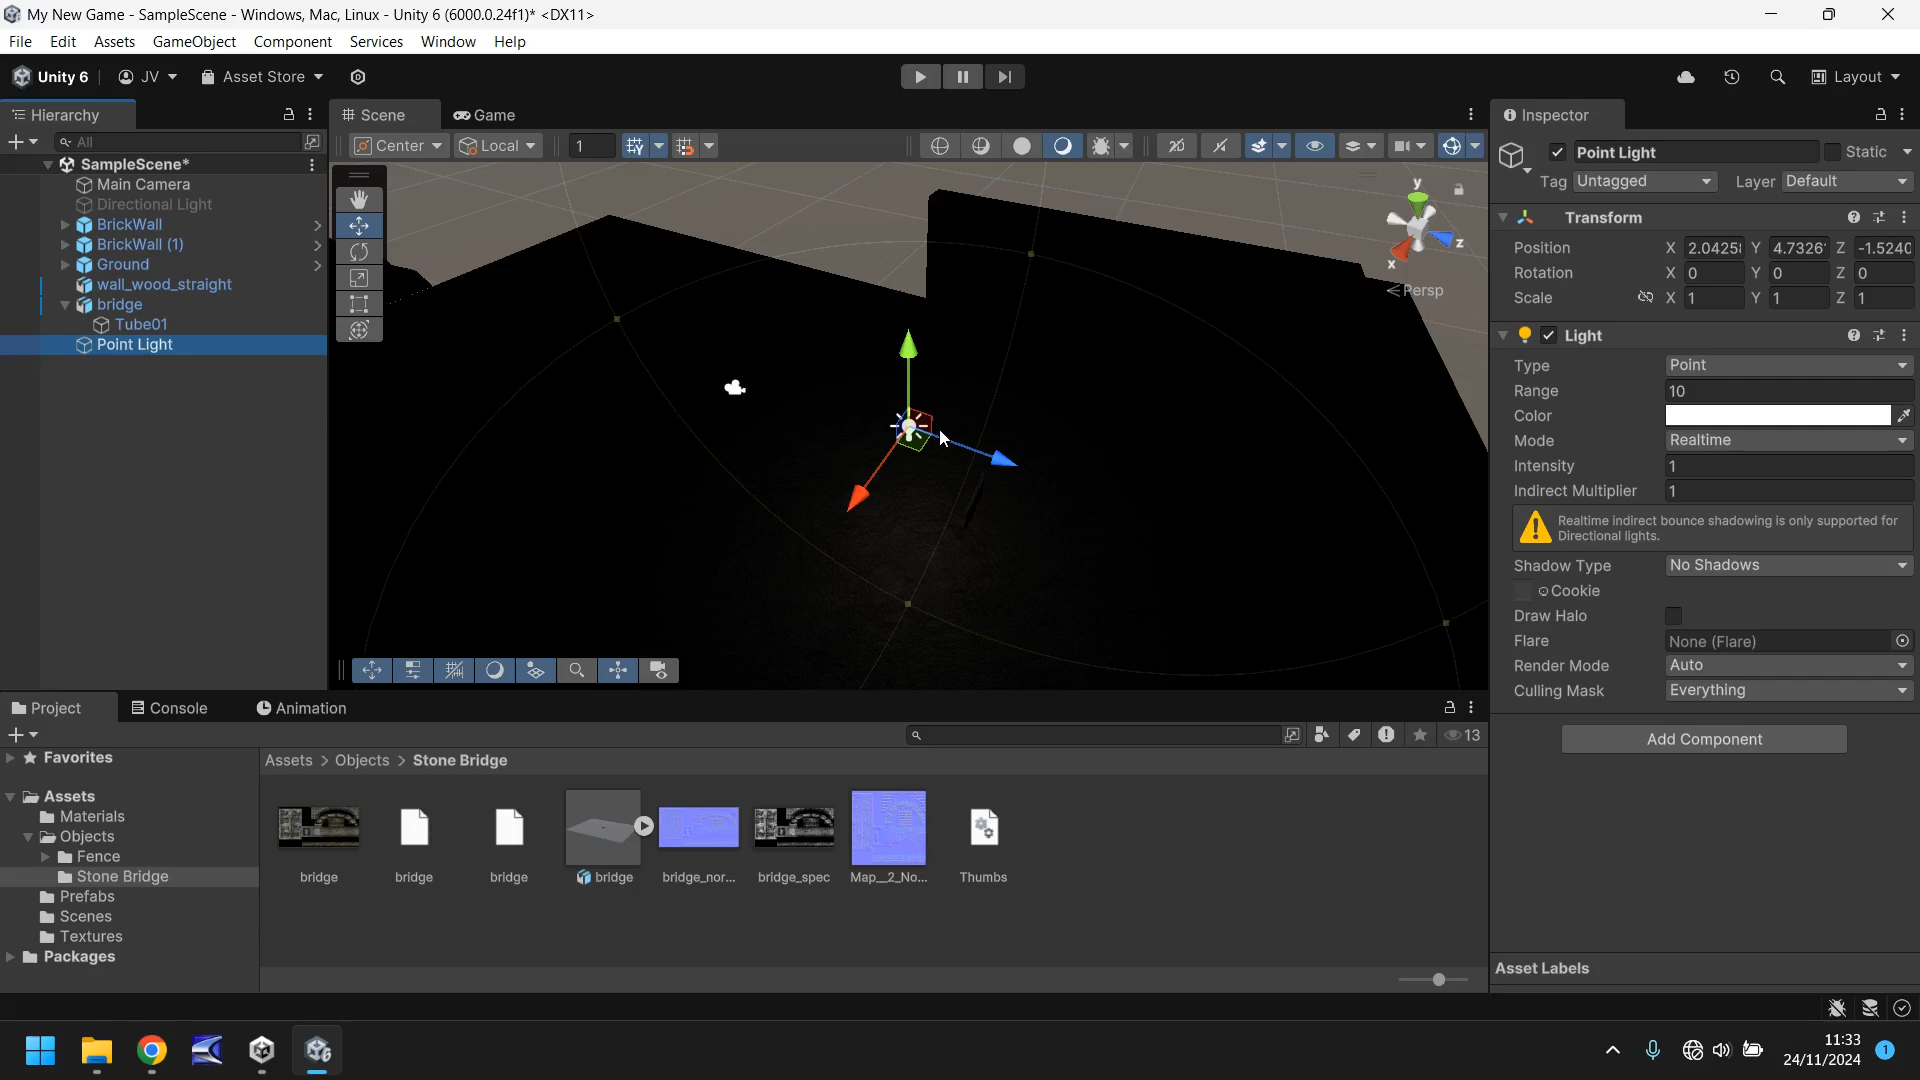 My New Game - SampleScene - Windows, Mac, Linux - Unity 6 (6000.0.24f1)* <DX11>
File Edit Assets GameObject Component Services Window Help
Unity 6 JV Asset Store Layout
Hierarchy
All
SampleScene*
Main Camera
Directional Light
BrickWall
BrickWall (1)
Ground
wall_wood_straight
bridge
Tube01
Point Light
Scene Game
Center Local 1
y
z
x
Persp
Inspector
Point Light Static
Tag Untagged Layer Default
Transform
Position X 2.0425 Y 4.7326 Z -1.5240
Rotation X 0 Y 0 Z 0
Scale X 1 Y 1 Z 1
Light
Type Point
Range 10
Color
Mode Realtime
Intensity 1
Indirect Multiplier 1
Realtime indirect bounce shadowing is only supported for
Directional lights.
Shadow Type No Shadows
Cookie
Draw Halo
Flare None (Flare)
Render Mode Auto
Culling Mask Everything
Add Component
Asset Labels
Project Console Animation
13
Favorites
Assets
Materials
Objects
Fence
Stone Bridge
Prefabs
Scenes
Textures
Packages
Assets > Objects > Stone Bridge
bridge bridge bridge bridge bridge_nor... bridge_spec Map__2_No... Thumbs
11:33
24/11/2024
1